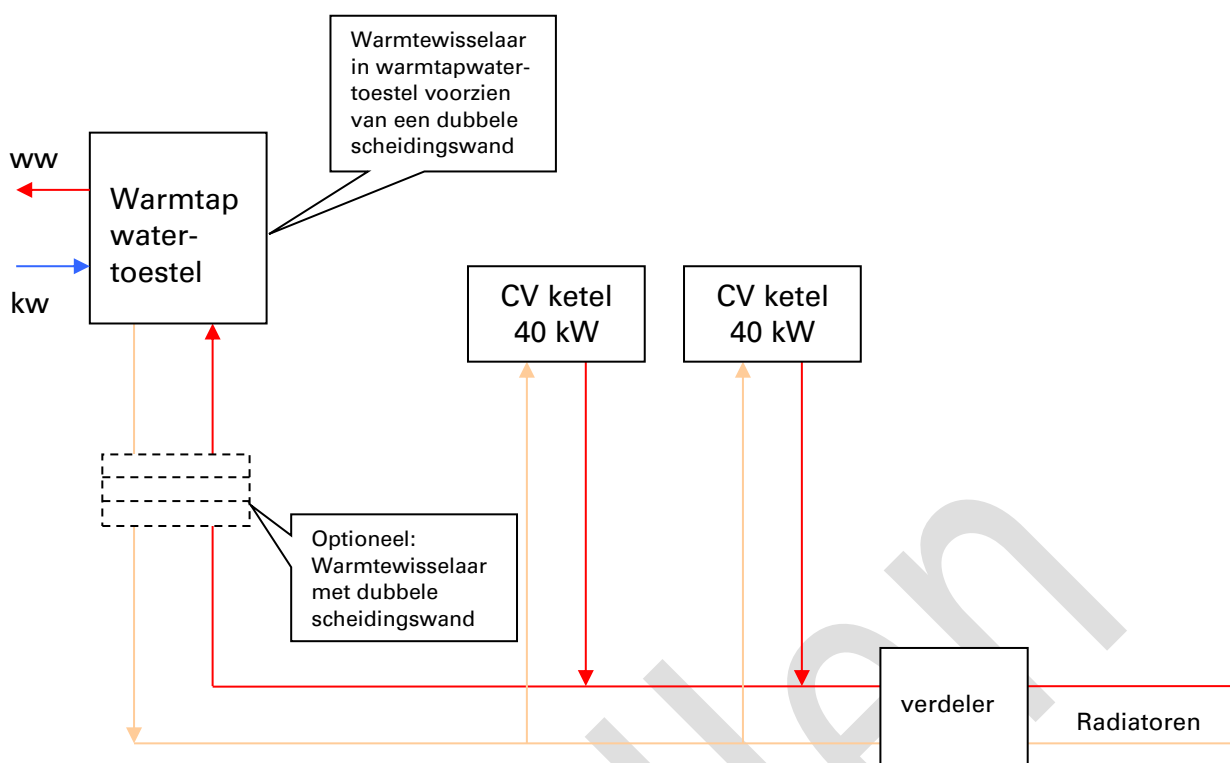 Warmtewisselaar
in warmtapwater-
toestel voorzien
van een dubbele
scheidingswand
ww
Warmtap
water-
toestel
kw
CV ketel
40 kW
CV ketel
40 kW
Optioneel:
Warmtewisselaar
met dubbele
scheidingswand
verdeler
Radiatoren